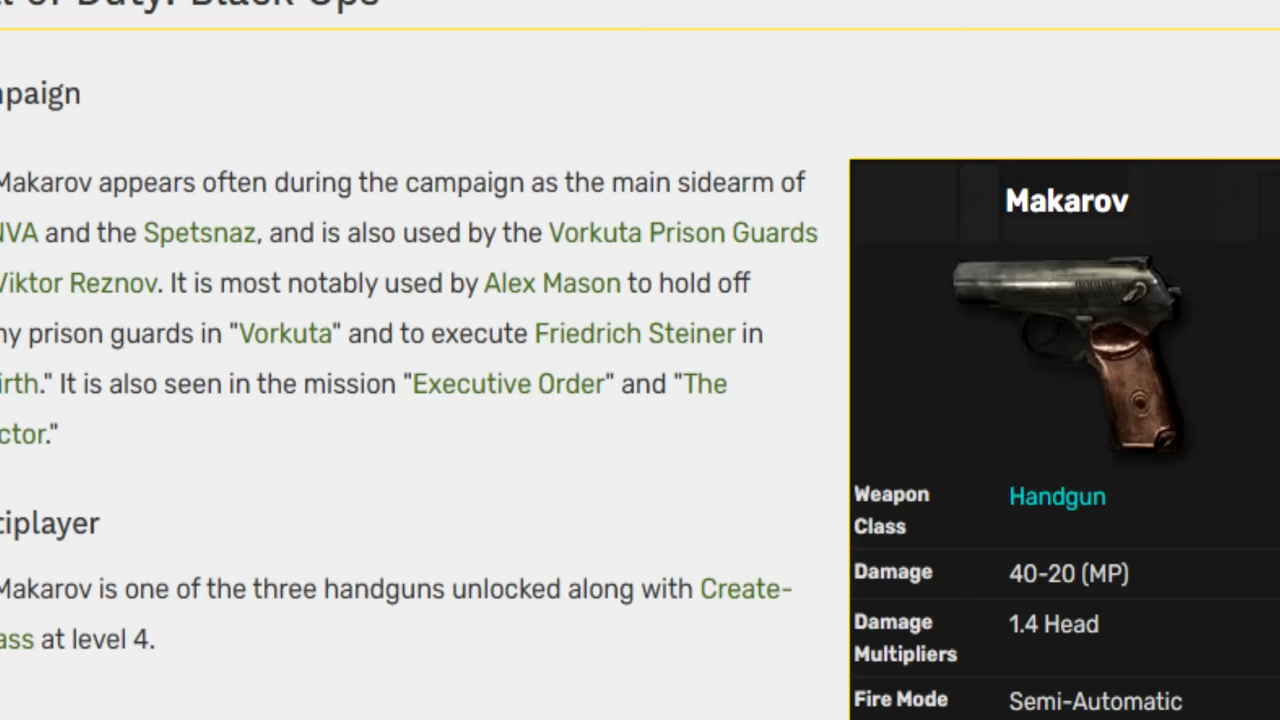 of Duty: Black Ops
paign
Makarov appears often during the campaign as the main sidearm of
NVA and the Spetsnaz, and is also used by the Vorkuta Prison Guards
Viktor Reznov. It is most notably used by Alex Mason to hold off
ny prison guards in "Vorkuta" and to execute Friedrich Steiner in
irth." It is also seen in the mission "Executive Order" and "The
ctor."
tiplayer
Makarov is one of the three handguns unlocked along with Create-
ass at level 4.
Makarov
Weapon Handgun
Class
Damage 40-20 (MP)
Damage 1.4 Head
Multipliers
Fire Mode Semi-Automatic